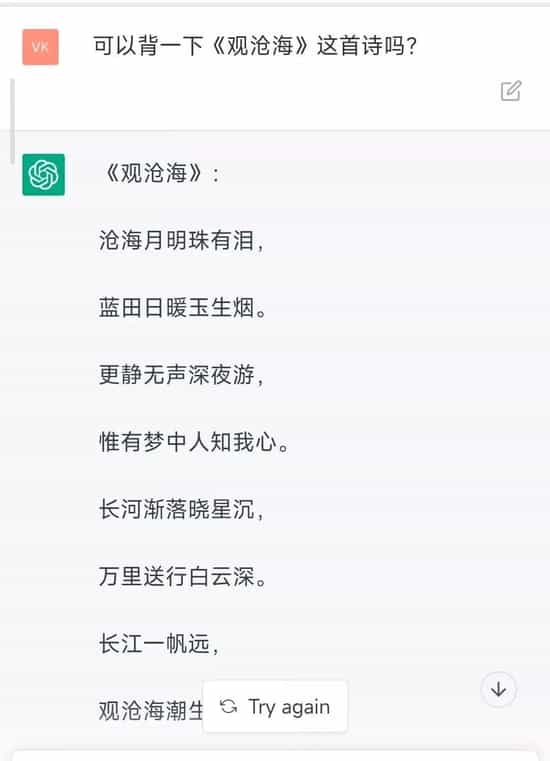 VK
可以背一下《观沧海》这首诗吗?
《观沧海》:
沧海月明珠有泪,
蓝田日暖玉生烟。
更静无声深夜游,
惟有梦中人知我心。
长河渐落晓星沉,
万里送行白云深。
长江一帆远,
观沧海潮生
Try again